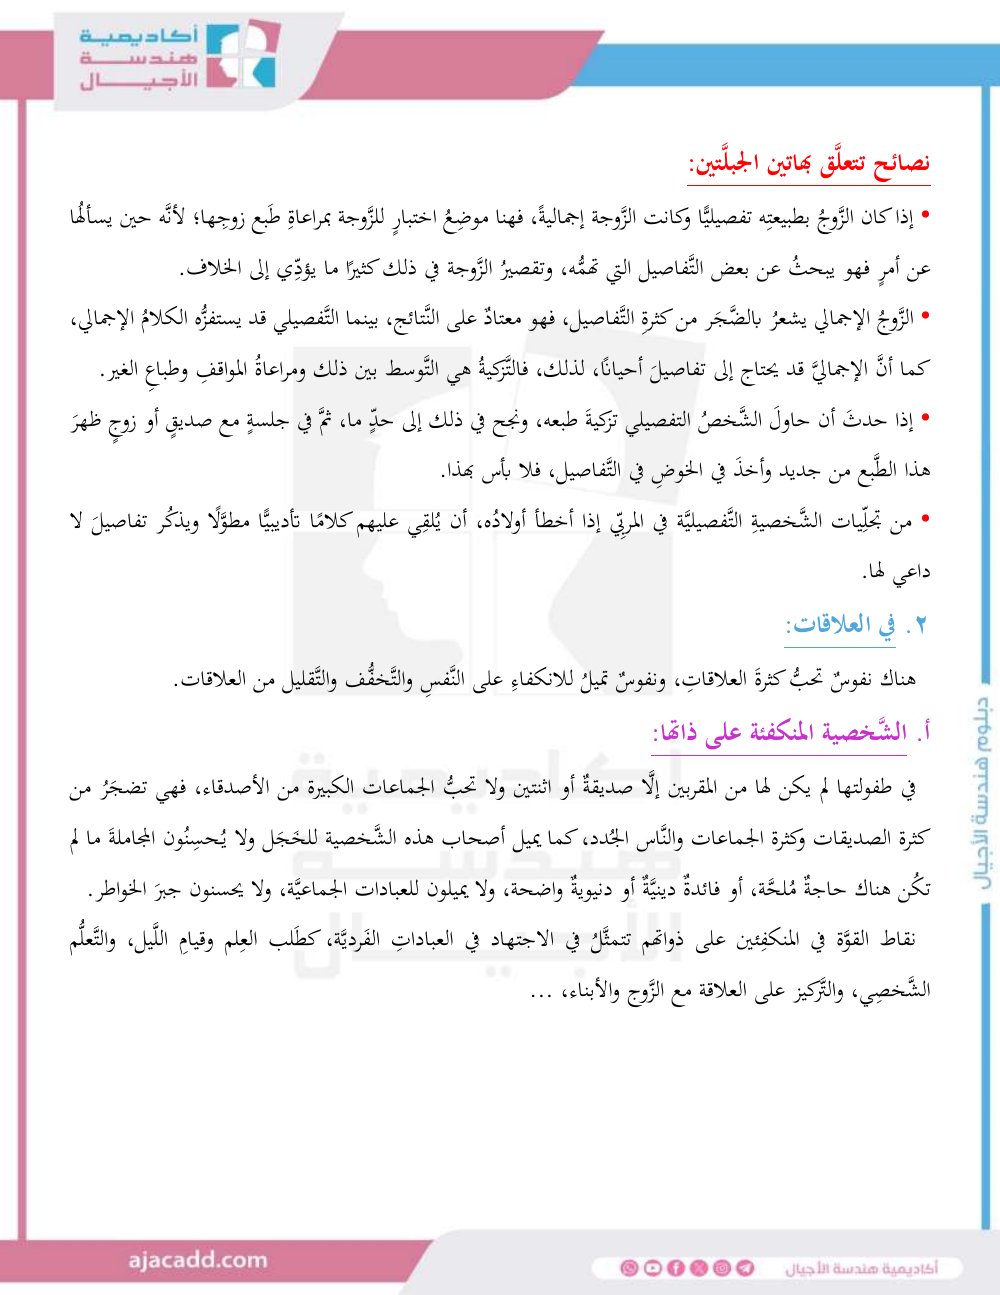 أكاديمية
هندسة
الأجيال
نصائح تتعلَّق بهاتين الجبلَّتين:
• إذا كان الزَّوجُ بطبيعتِه تفصيليًّا وكانت الزَّوجة إجماليةً، فهنا موضِعُ اختبارٍ للزَّوجة بمراعاةِ طَبع زوجِها؛ لأنَّه حين يسألُها
عن أمرٍ فهو يبحثُ عن بعض التَّفاصيل التي تهمُّه، وتقصيرُ الزَّوجة في ذلك كثيرًا ما يؤدِّي إلى الخلاف.
• الزَّوجُ الإجمالي يشعرُ بالضَّجَر من كثرةِ التَّفاصيل، فهو معتادٌ على النَّتائج، بينما التَّفصيلي قد يستفزُّه الكلامُ الإجمالي،
كما أنَّ الإجماليَّ قد يحتاج إلى تفاصيلَ أحيانًا، لذلك، فالتَّزكيةُ هي التَّوسط بين ذلك ومراعاةُ المواقفِ وطباعِ الغير.
• إذا حدثَ أن حاولَ الشَّخصُ التفصيلي تزكيةَ طبعه، ونجح في ذلك إلى حدٍّ ما، ثمَّ في جلسةٍ مع صديقٍ أو زوجٍ ظهرَ
هذا الطَّبع من جديد وأخذَ في الخوضِ في التَّفاصيل، فلا بأس بهذا.
• من تجلِّيات الشَّخصيةِ التَّفصيليَّة في المربِّي إذا أخطأ أولادُه، أن يُلقِي عليهم كلامًا تأديبيًّا مطوَّلًا ويذكُر تفاصيلَ لا
داعي لها.
٢. في العلاقات:
هناك نفوسٌ تحبُّ كثرةَ العلاقاتِ، ونفوسٌ تميلُ للانكفاءِ على النَّفسِ والتَّخفُّف والتَّقليل من العلاقات.
أ. الشَّخصية المنكفئة على ذاتها:
في طفولتها لم يكن لها من المقربين إلَّا صديقةٌ أو اثنتين ولا تحبُّ الجماعات الكبيرة من الأصدقاء، فهي تضجَرُ من
كثرة الصديقات وكثرة الجماعات والنَّاس الجُدد، كما يميل أصحاب هذه الشَّخصية للخَجَل ولا يُحسِنُون المجاملةَ ما لم
تكُن هناك حاجةٌ مُلحَّة، أو فائدةٌ دينيَّةٌ أو دنيويةٌ واضحة، ولا يميلون للعبادات الجماعيَّة، ولا يحسنون جبرَ الخواطر.
نقاط القوَّة في المنكفِئين على ذواتهم تتمثَّلُ في الاجتهاد في العباداتِ الفَرديَّة، كطَلب العِلم وقيامِ اللَّيل، والتَّعلُّم
الشَّخصِي، والتَّركيز على العلاقة مع الزَّوج والأبناء، ...
أكاديمية
هندسة
الأجيال
دبلوم هندسة الأجيال
ajacadd.com
أكاديمية هندسة الأجيال